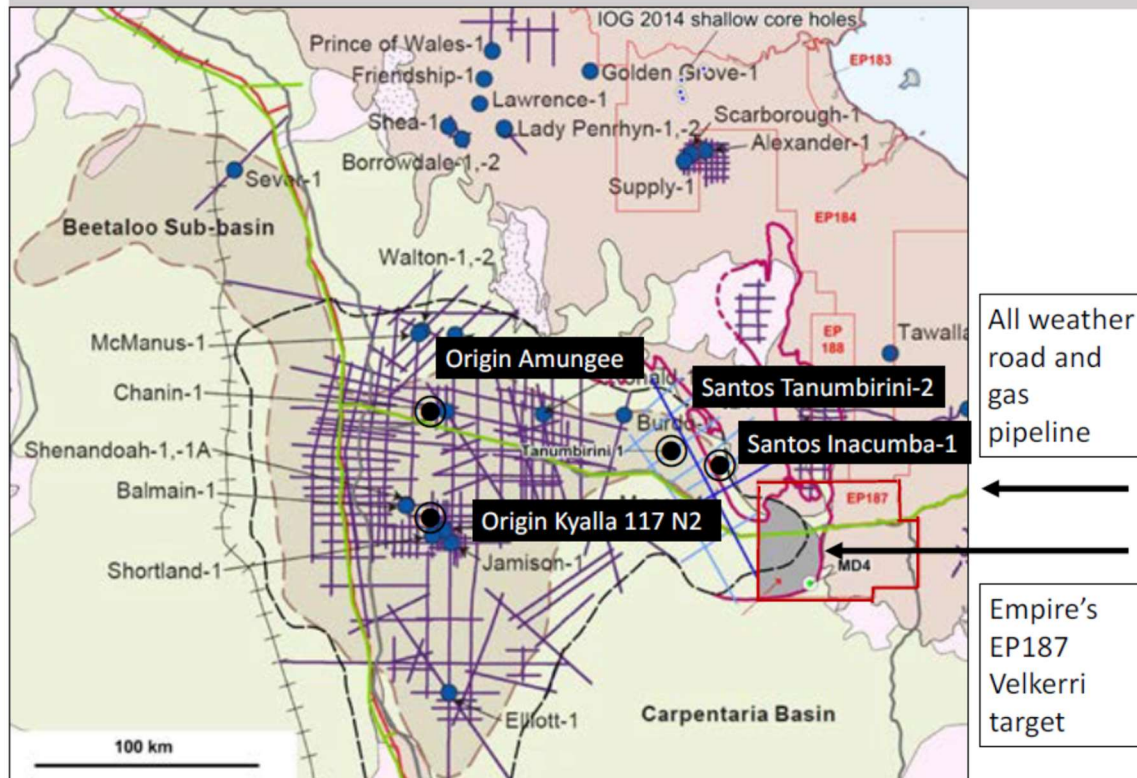 IOG 2014 shallow core holes
Prince of Wales-1
EP183
Friendship-1
Golden Grove-1
Lawrence-1
Scarborough-1
Shea-1
Lady Penrhyn-1,-2
Alexander-1
Borrowdale-1,-2
Sever-1
Supply-1
Beetaloo Sub-basin
EP184
Walton-1,-2
All weather
road and
gas
pipeline
EP
188
Tawalla
McManus-1
Origin Amungee
Santos Tanumbirini-2
Chanin-1
Tanumbirini 1
Santos Inacumba-1
Shenandoah-1,-1A
Balmain-1
EP187
Origin Kyalla 117 N2
Shortland-1
Jamison-1
MD4
Empire's
EP187
Velkerri
target
Elliott-1
Carpentaria Basin
100 km